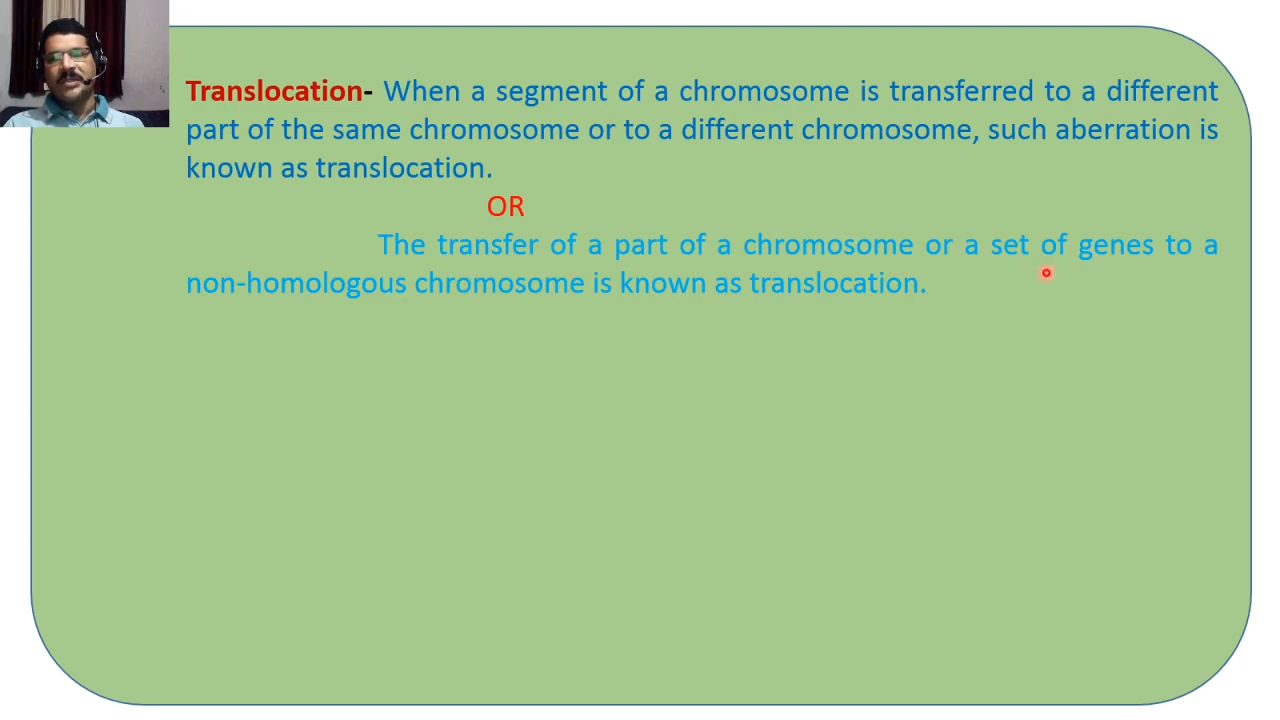 Translocation- When a segment of a chromosome is transferred to a different
part of the same chromosome or to a different chromosome, such aberration is
known as translocation.
OR
The transfer of a part of a chromosome or a set of genes to a
non-homologous chromosome is known as translocation.